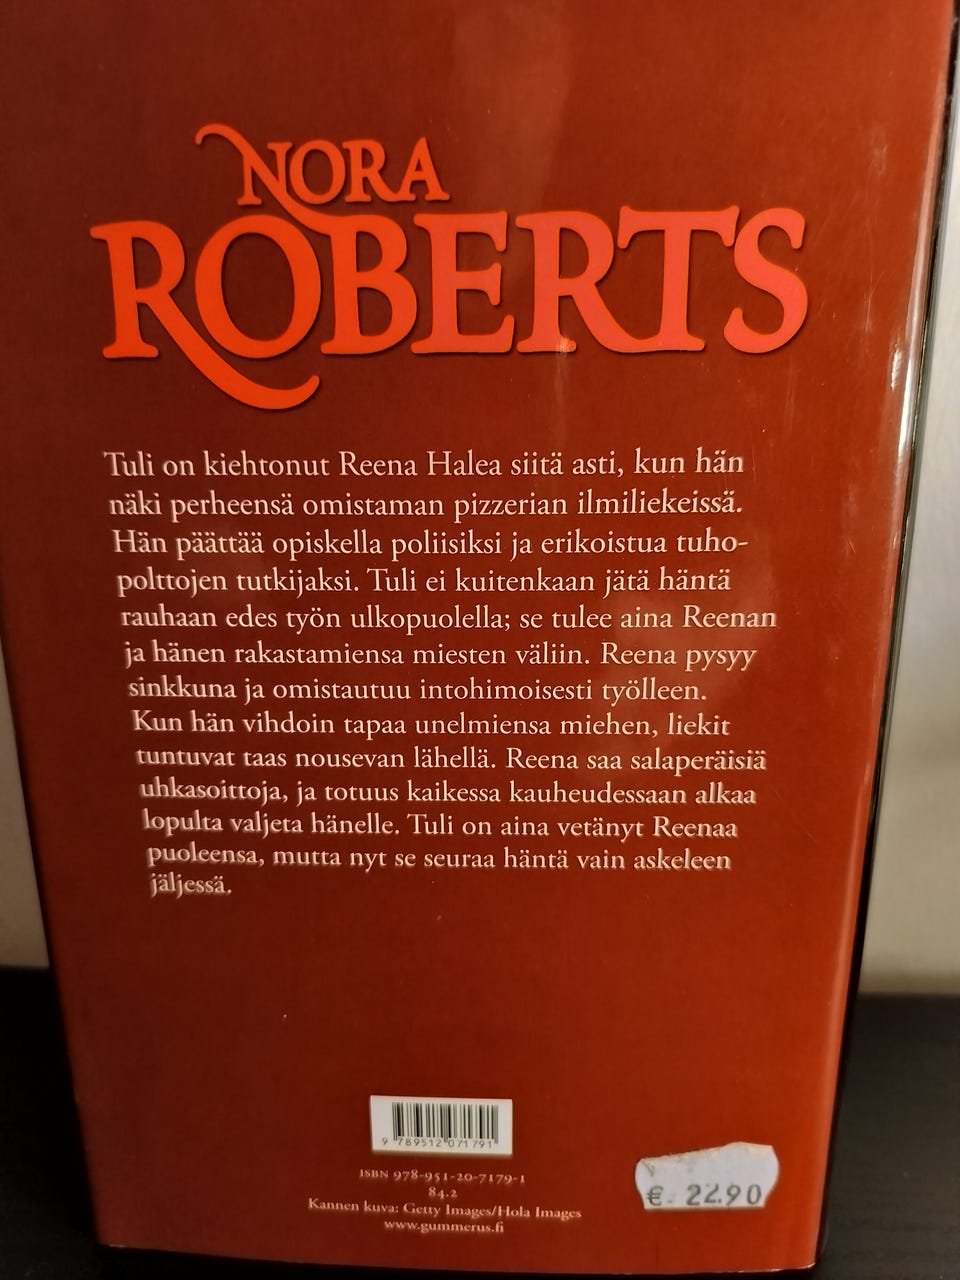 NORA
ROBERTS
Tuli on kiehtonut Reena Halea siitä asti, kun hän
näki perheensä omistaman pizzerian ilmiliekeissä.
Hän päättää opiskella poliisiksi ja erikoistua tuho-
polttojen tutkijaksi. Tuli ei kuitenkaan jätä häntä
rauhaan edes työn ulkopuolella; se tulee aina Reenan
ja hänen rakastamiensa miesten väliin. Reena pysyy
sinkkuna ja omistautuu intohimoisesti työlleen.
Kun hän vihdoin tapaa unelmiensa miehen, liekit
tuntuvat taas nousevan lähellä. Reena saa salaperäisiä
uhkasoittoja, ja totuus kaikessa kauheudessaan alkaa
lopulta valjeta hänelle. Tuli on aina vetänyt Reenaa
puoleensa, mutta nyt se seuraa häntä vain askeleen
jäljessä.
9 789512 071791
ISBN 978-951-20-7179-1
84.2
Kannen kuva: Getty Images/Hola Images
www.gummerus.fi
€ 22.90